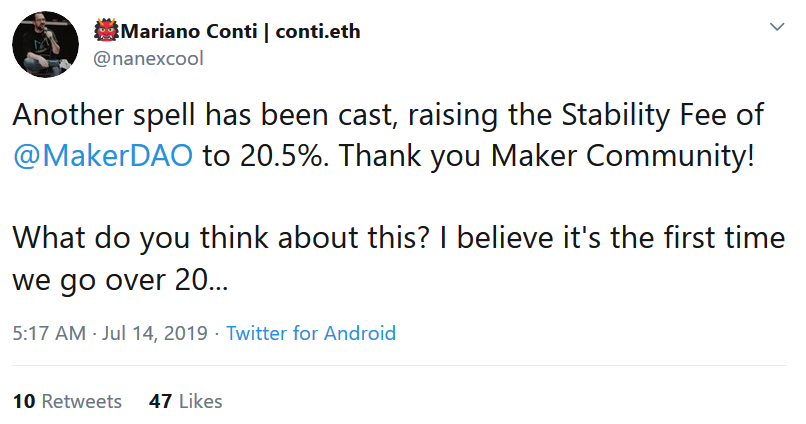 👹Mariano Conti | conti.eth
@nanexcool
Another spell has been cast, raising the Stability Fee of
@MakerDAO to 20.5%. Thank you Maker Community!
What do you think about this? I believe it's the first time
we go over 20...
5:17 AM · Jul 14, 2019 · Twitter for Android
10 Retweets 47 Likes